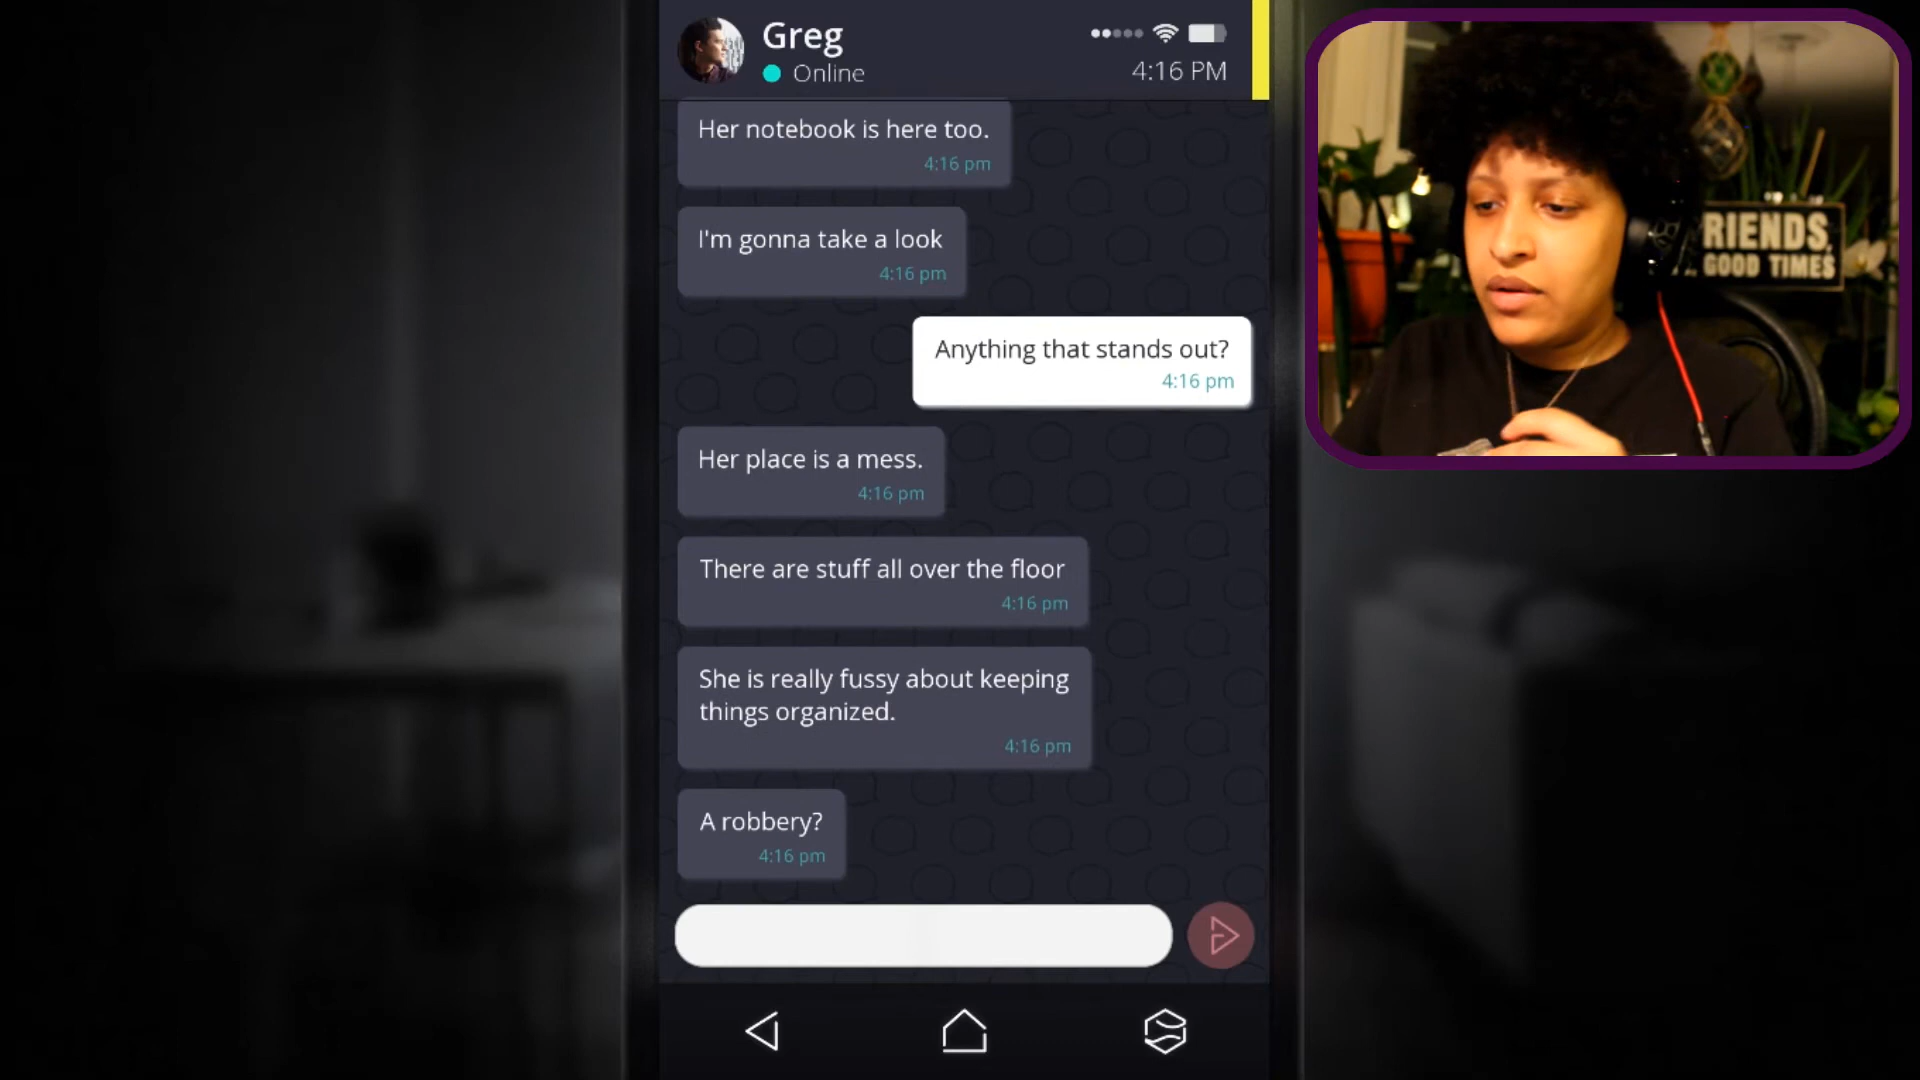 Greg
Online
4:16 PM
Her notebook is here too.
4:16 pm
I'm gonna take a look
4:16 pm
Anything that stands out?
4:16 pm
Her place is a mess.
4:16 pm
There are stuff all over the floor
4:16 pm
She is really fussy about keeping
things organized.
4:16 pm
A robbery?
4:16 pm
RIENDS,
GOOD TIMES